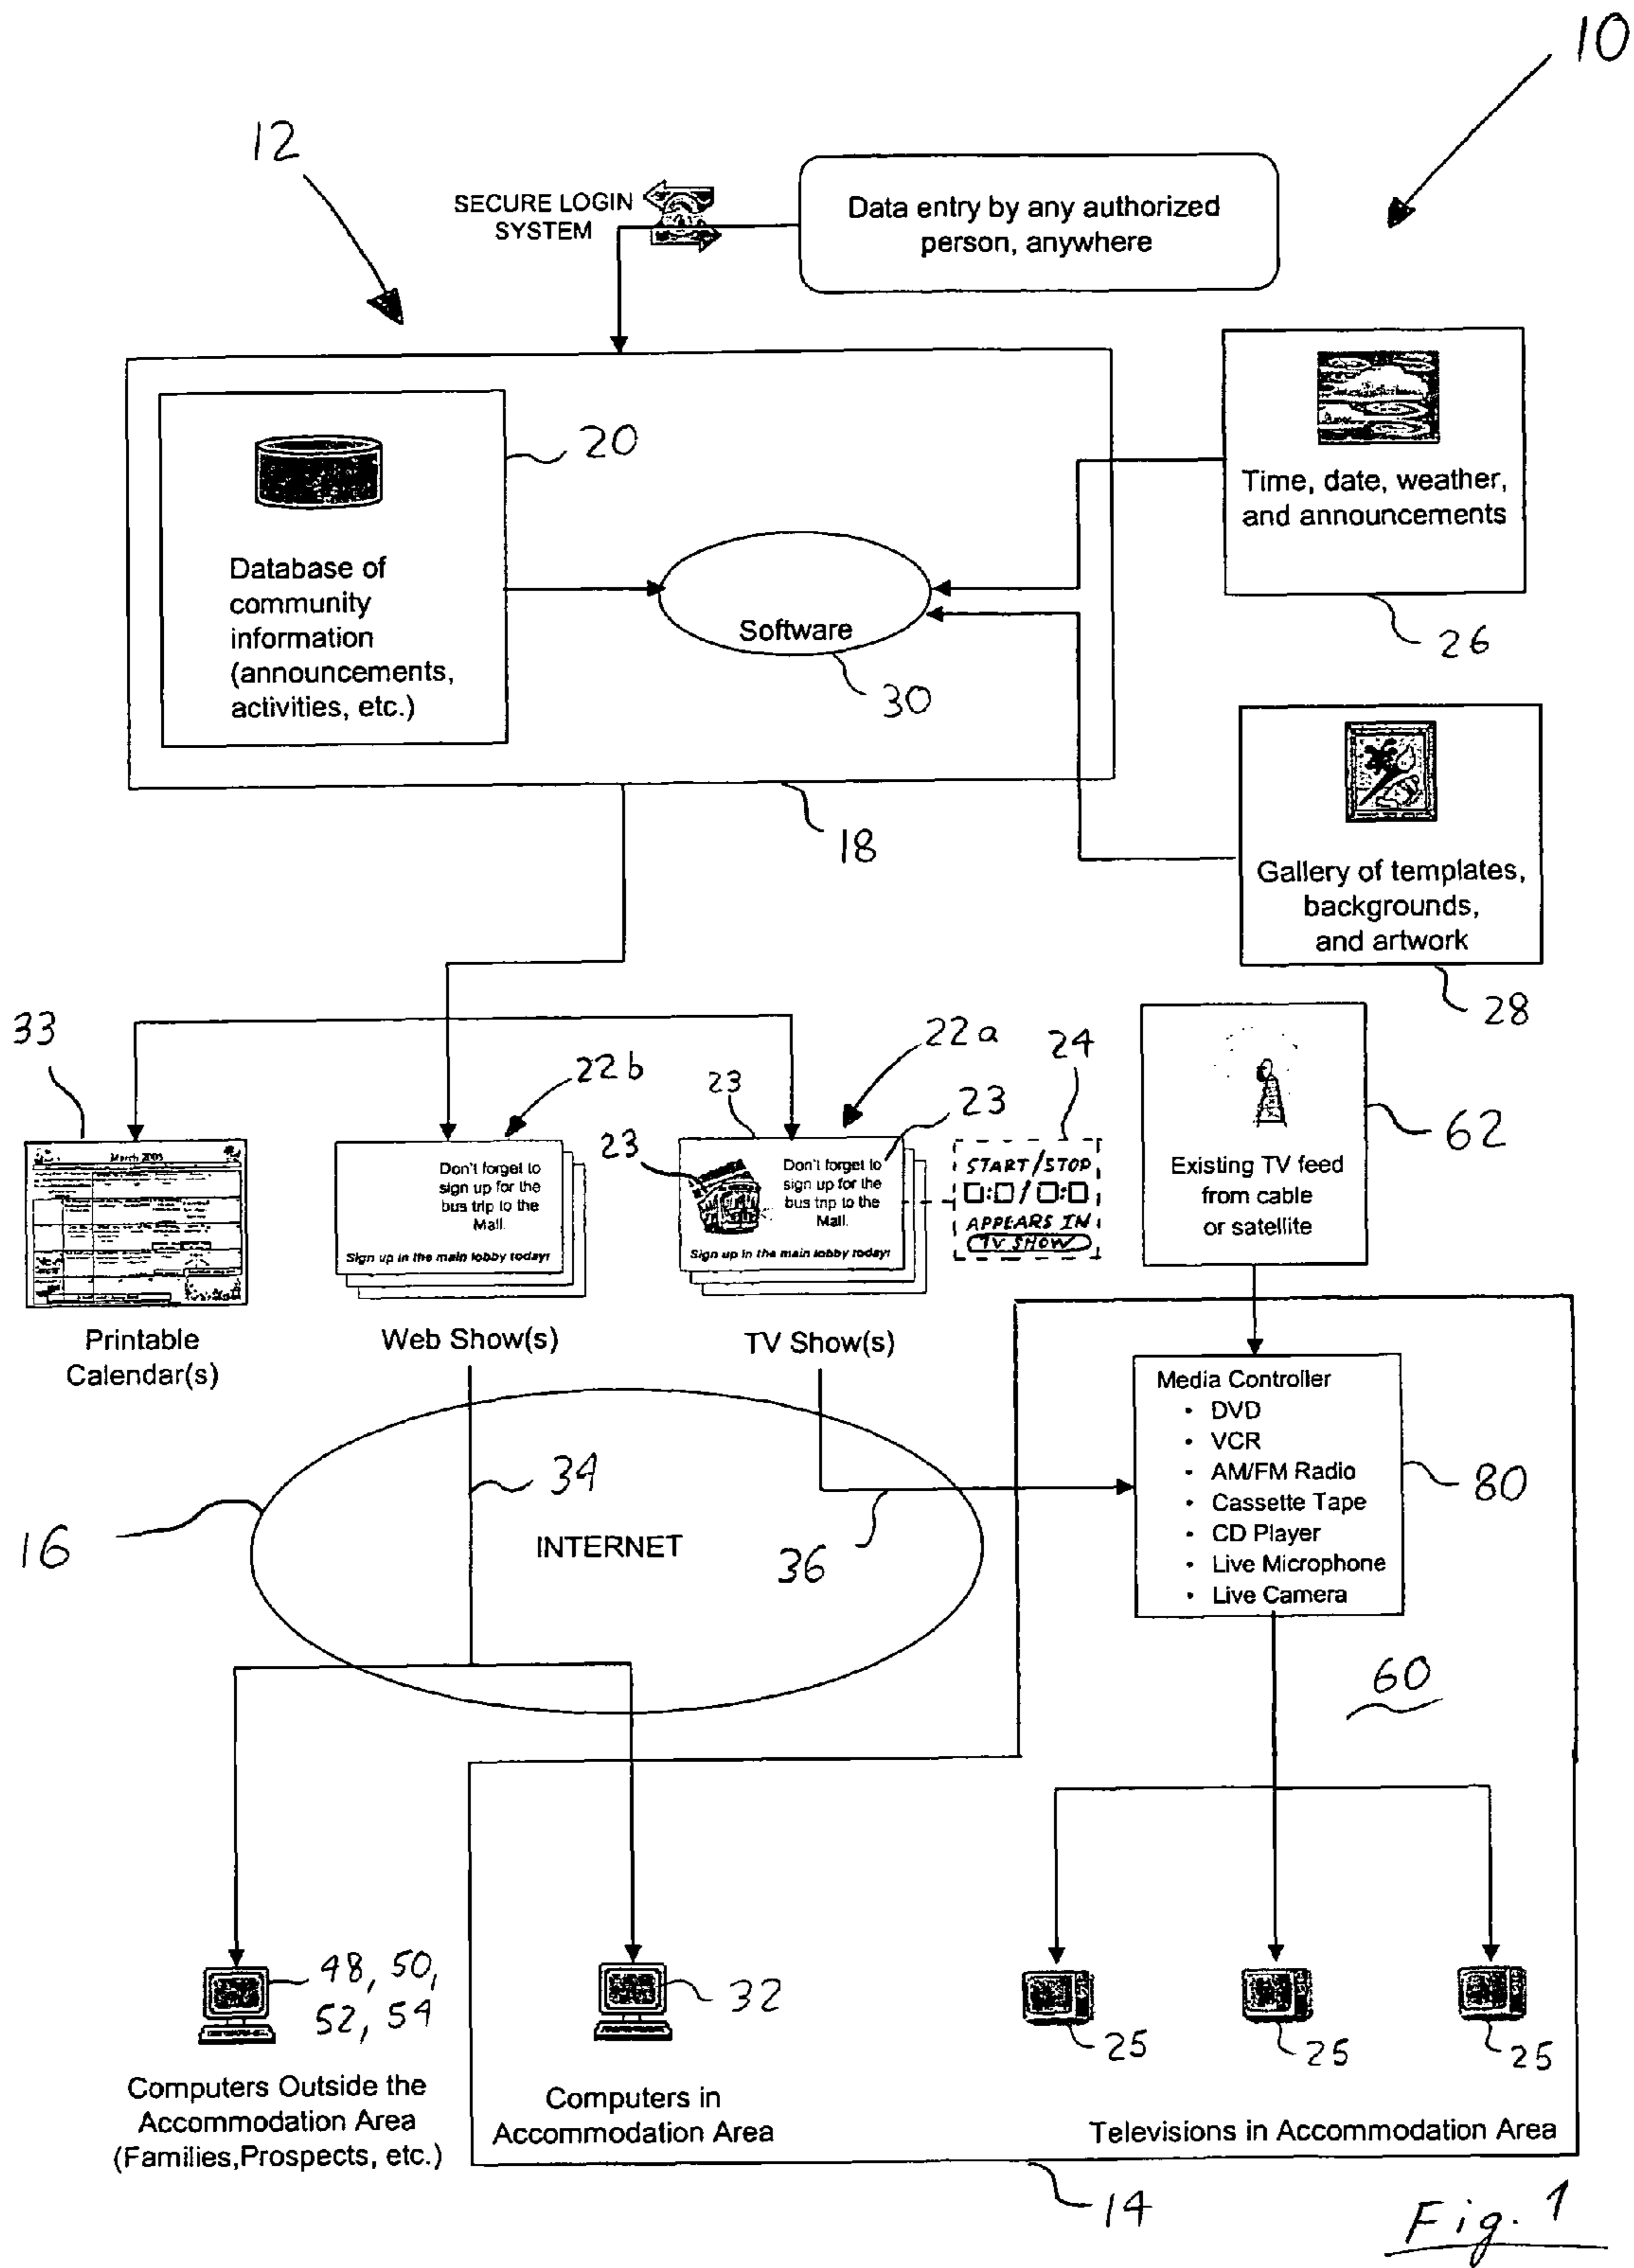 10
12
SECURE LOGIN
SYSTEM
Data entry by any authorized
person, anywhere
20
Database of
community
information
(announcements,
activities, etc.)
Software
30
Time, date, weather,
and announcements
26
18
Gallery of templates,
backgrounds,
and artwork
28
33
March 2005
Printable
Calendar(s)
22b
Don't forget to
sign up for the
bus trip to the
Mall.
Sign up in the main lobby today!
Web Show(s)
22a
23
23
23
Don't forget to
sign up for the
bus trip to the
Mall.
Sign up in the main lobby today!
TV Show(s)
24
START/STOP
□:□/□:□
APPEARS IN
TV SHOW
62
Existing TV feed
from cable
or satellite
Media Controller
• DVD
• VCR
• AM/FM Radio
• Cassette Tape
• CD Player
• Live Microphone
• Live Camera
80
34
16
INTERNET
36
60
48, 50,
52, 54
Computers Outside the
Accommodation Area
(Families,Prospects, etc.)
32
Computers in
Accommodation Area
25
25
25
Televisions in Accommodation Area
14
Fig. 1